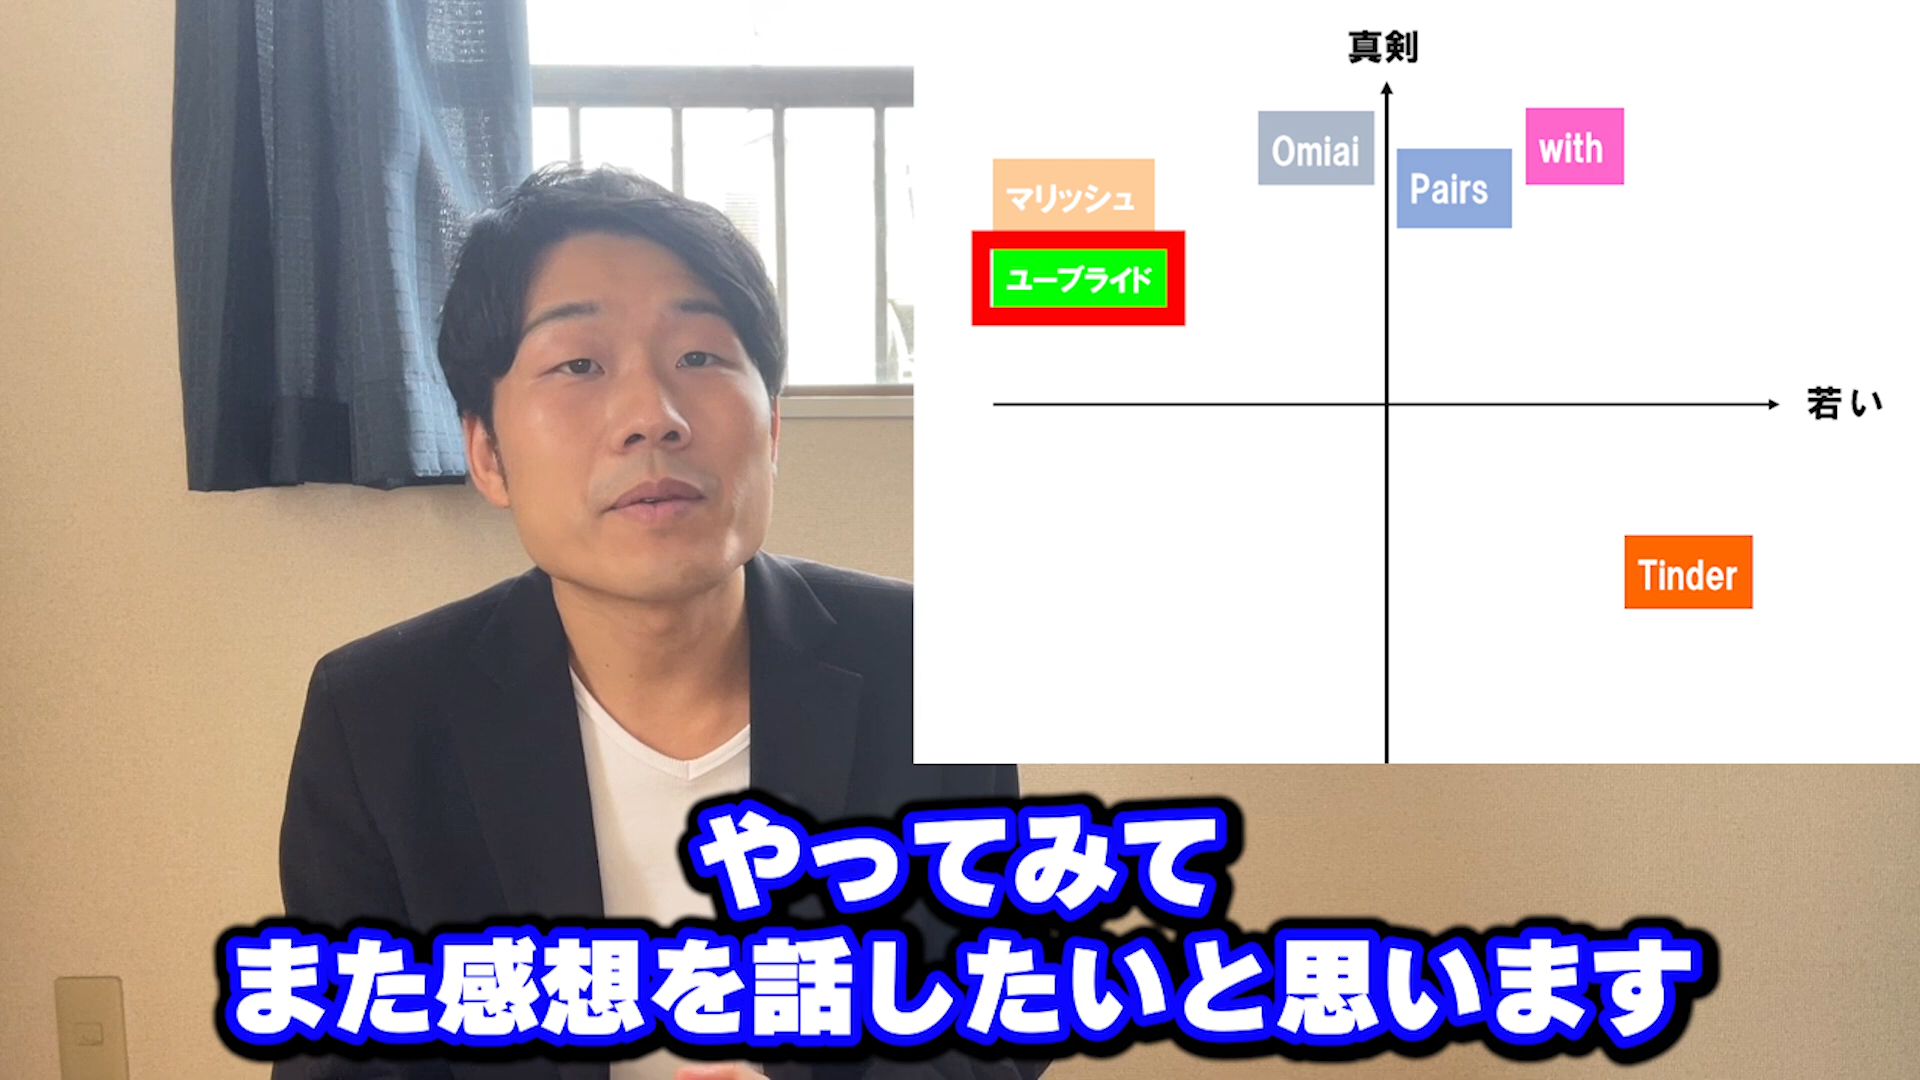 真剣
Omiai
with
Pairs
マリッシュ
ユーブライド
若い
Tinder
やってみて
また感想を話したいと思います